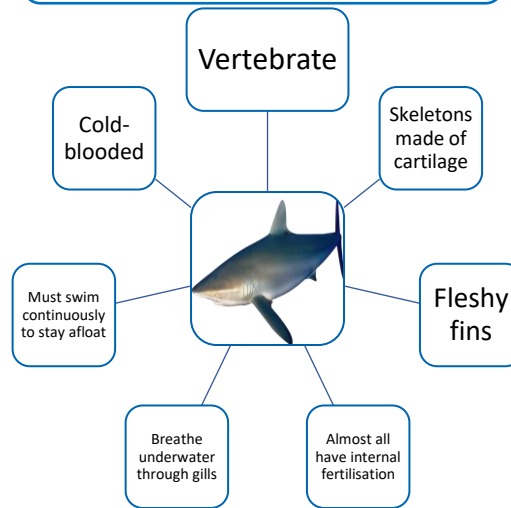 Vertebrate
Skeletons
made of
cartilage
Fleshy
fins
Almost all
have internal
fertilisation
Breathe
underwater
through gills
Must swim
continuously
to stay afloat
Cold-
blooded